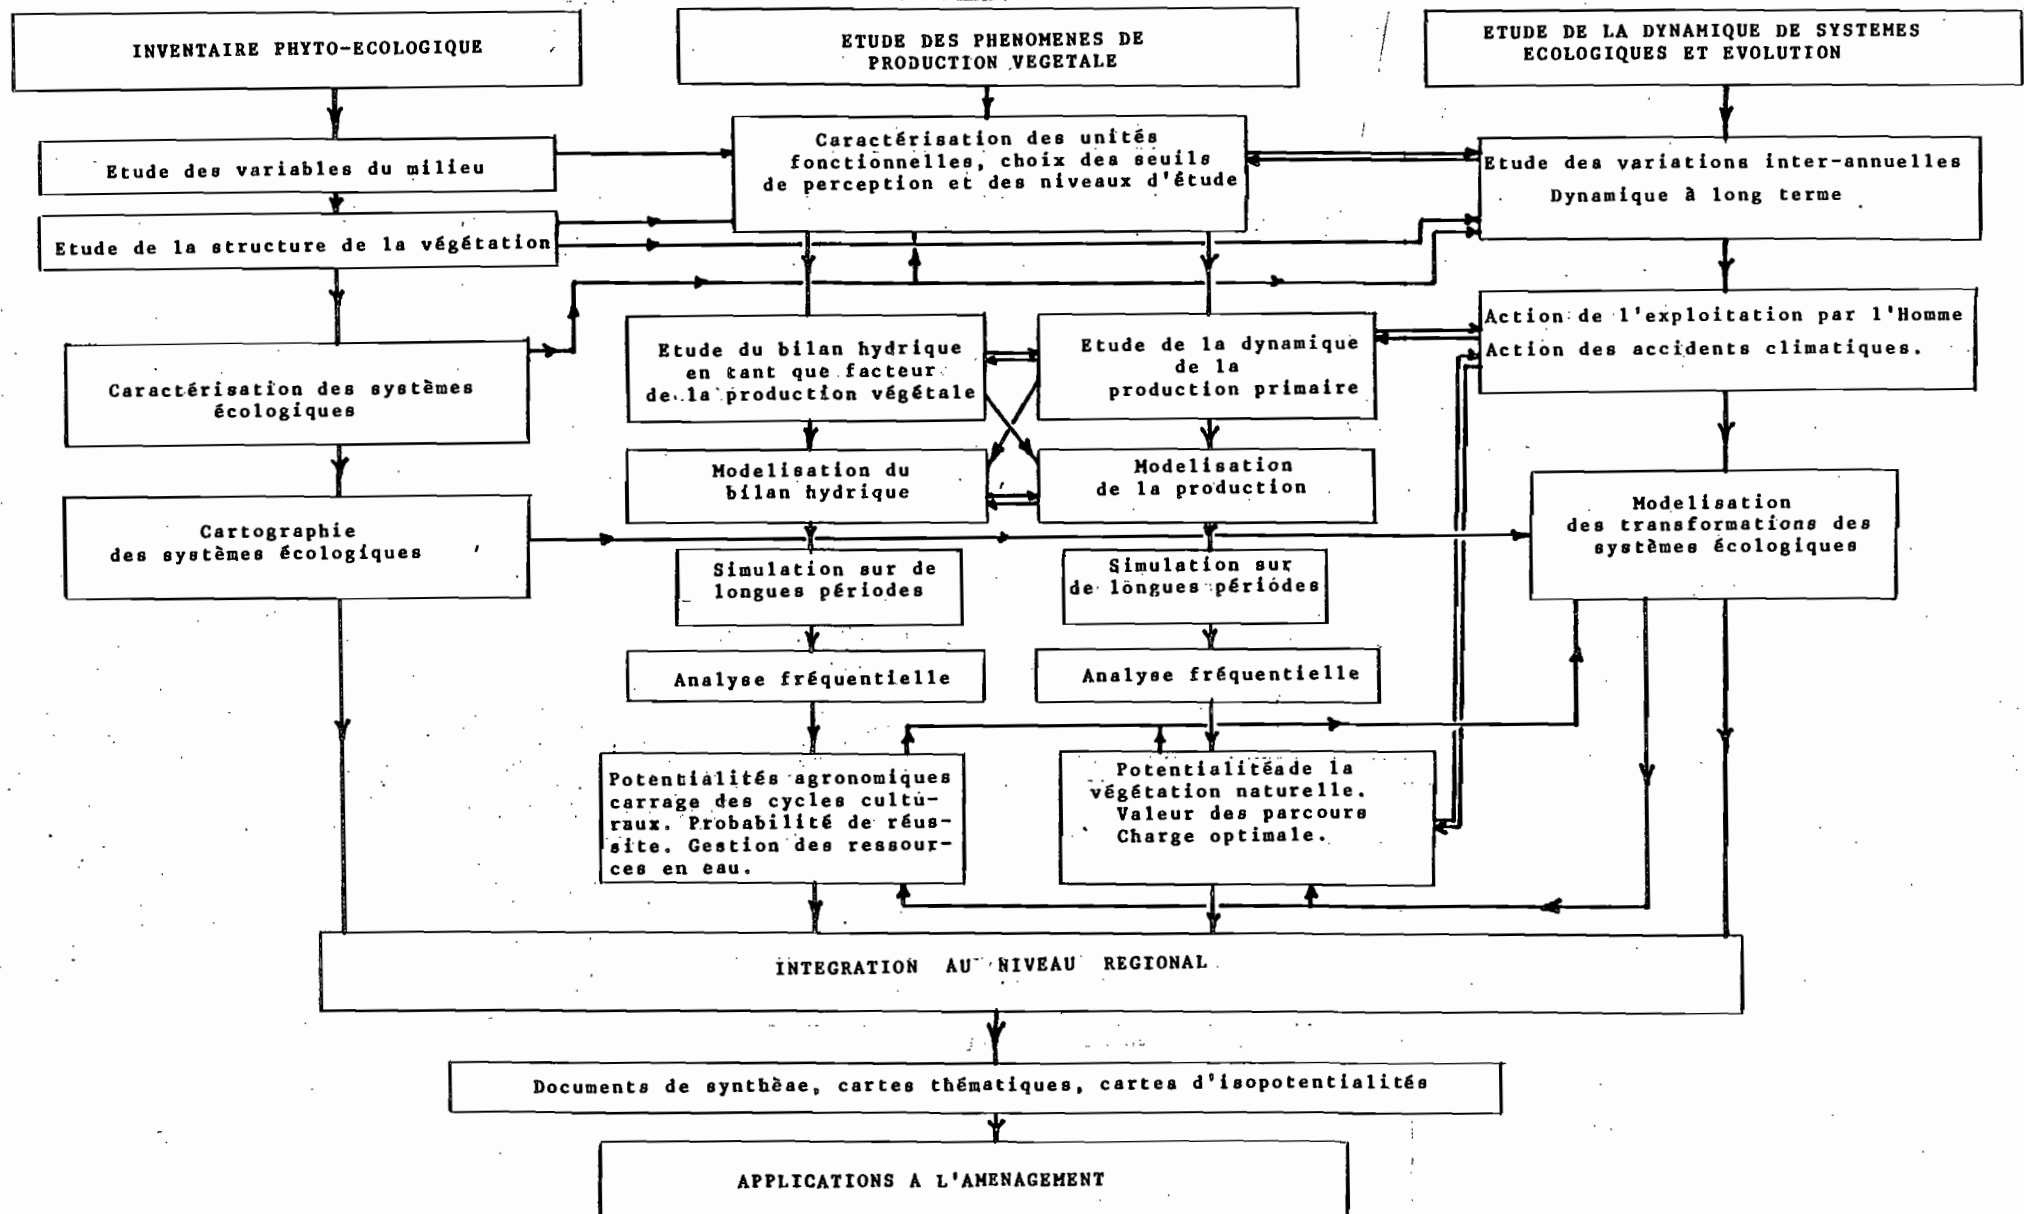 INVENTAIRE PHYTO-ECOLOGIQUE
ETUDE DES PHENOMENES DE
PRODUCTION VEGETALE
ETUDE DE LA DYNAMIQUE DE SYSTEMES
ECOLOGIQUES ET EVOLUTION
Etude des variables du milieu
Caractérisation des unités
fonctionnelles, choix des seuils
de perception et des niveaux d'étude
Etude des variations inter-annuelles
Dynamique à long terme
Etude de la structure de la végétation
Action de l'exploitation par l'Homme
Action des accidents climatiques.
Etude du bilan hydrique
en tant que facteur
de la production végétale
Etude de la dynamique
de la
production primaire
Caractérisation des systèmes
écologiques
Modelisation du
bilan hydrique
Modelisation
de la production
Cartographie
des systèmes écologiques
Modelisation
des transformations des
systèmes écologiques
Simulation sur de
longues périodes
Simulation sur
de longues périodes
Analyse fréquentielle
Analyse fréquentielle
Potentialités agronomiques
carrage des cycles cultu-
raux. Probabilité de réus-
site. Gestion des ressour-
ces en eau.
Potentialitéade la
végétation naturelle.
Valeur des parcours
Charge optimale.
INTEGRATION AU NIVEAU REGIONAL
Documents de synthèae, cartes thématiques, cartes d'isopotentialités
APPLICATIONS A L'AMENAGEMENT